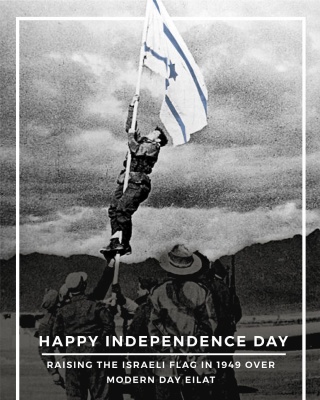 HAPPY INDEPENDENCE DAY
RAISING THE ISRAELI FLAG IN 1949 OVER
MODERN DAY EILAT